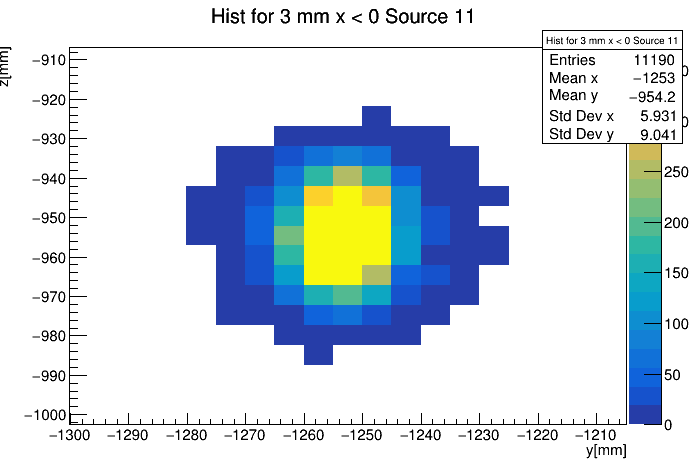 Hist for 3 mm x < 0 Source 11
Hist for 3 mm x < 0 Source 11
Entries 11190
Mean x −1253
Mean y −954.2
Std Dev x 5.931
Std Dev y 9.041
z[mm]
−910
−920
−930
−940
−950
−960
−970
−980
−990
−1000
−1300 −1290 −1280 −1270 −1260 −1250 −1240 −1230 −1220 −1210
y[mm]
250
200
150
100
50
0